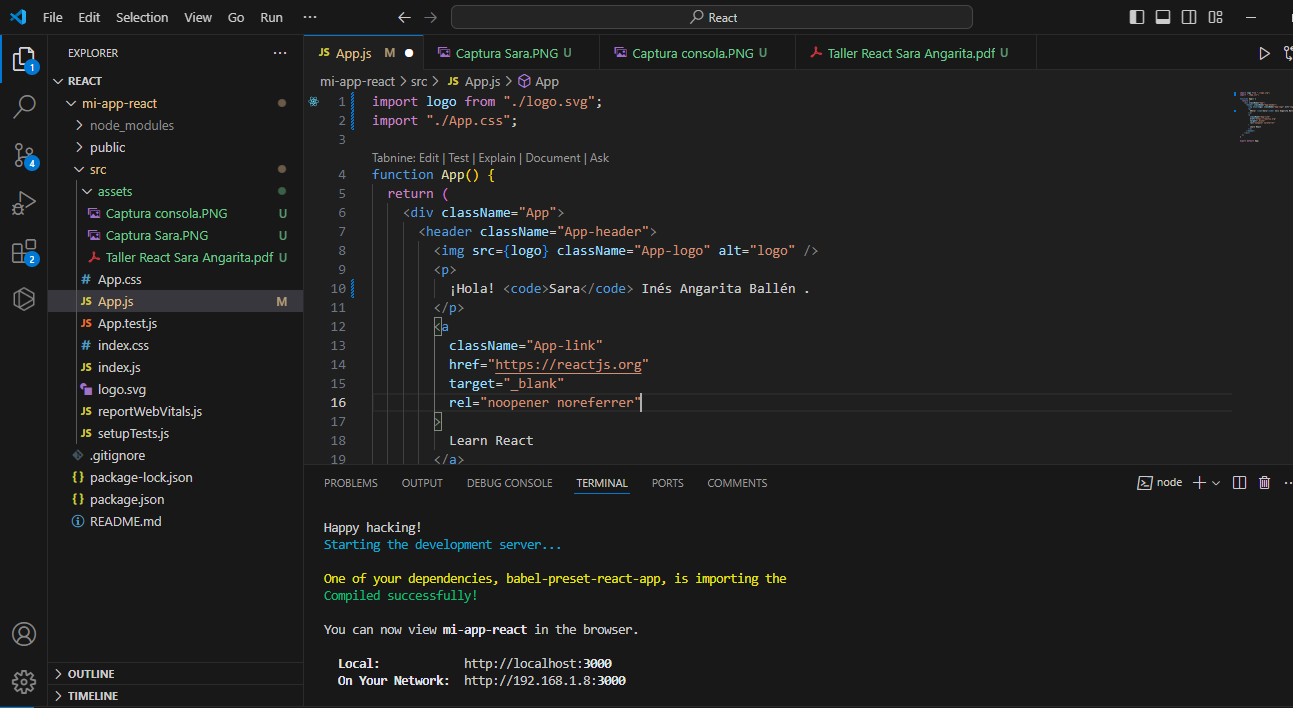 File Edit Selection View Go Run ··· ← → React
EXPLORER ···
REACT
mi-app-react
node_modules
public
src
assets
Captura consola.PNG U
Captura Sara.PNG U
Taller React Sara Angarita.pdf U
# App.css
JS App.js M
JS App.test.js
# index.css
JS index.js
logo.svg
JS reportWebVitals.js
JS setupTests.js
.gitignore
{} package-lock.json
{} package.json
README.md
OUTLINE
TIMELINE
1
4
2
JS App.js M ● Captura Sara.PNG U Captura consola.PNG U Taller React Sara Angarita.pdf U
mi-app-react > src > JS App.js > App
1 import logo from "./logo.svg";
2 import "./App.css";
3
Tabnine: Edit | Test | Explain | Document | Ask
4 function App() {
5 return (
6 <div className="App">
7 <header className="App-header">
8 <img src={logo} className="App-logo" alt="logo" />
9 <p>
10 ¡Hola! <code>Sara</code> Inés Angarita Ballén .
11 </p>
12 <a
13 className="App-link"
14 href="https://reactjs.org"
15 target="_blank"
16 rel="noopener noreferrer"
17 >
18 Learn React
19 </a>
PROBLEMS OUTPUT DEBUG CONSOLE TERMINAL PORTS COMMENTS node
Happy hacking!
Starting the development server...
One of your dependencies, babel-preset-react-app, is importing the
Compiled successfully!
You can now view mi-app-react in the browser.
Local: http://localhost:3000
On Your Network: http://192.168.1.8:3000